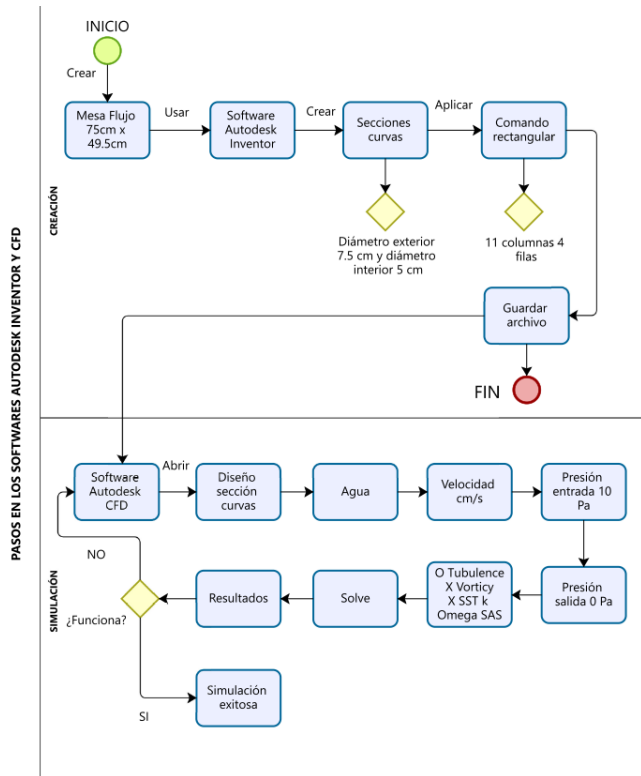 PASOS EN LOS SOFTWARES AUTODESK INVENTOR Y CFD
CREACIÓN
INICIO
Crear
Mesa Flujo
75cm x
49.5cm
Usar
Software
Autodesk
Inventor
Crear
Secciones
curvas
Aplicar
Comando
rectangular
Diámetro exterior
7.5 cm y diámetro
interior 5 cm
11 columnas 4
filas
Guardar
archivo
FIN
SIMULACIÓN
Software
Autodesk
CFD
Abrir
Diseño
sección
curvas
Agua
Velocidad
cm/s
Presión
entrada 10
Pa
Presión
salida 0 Pa
O Tubulence
X Vorticy
X SST k
Omega SAS
Solve
Resultados
¿Funciona?
NO
SI
Simulación
exitosa